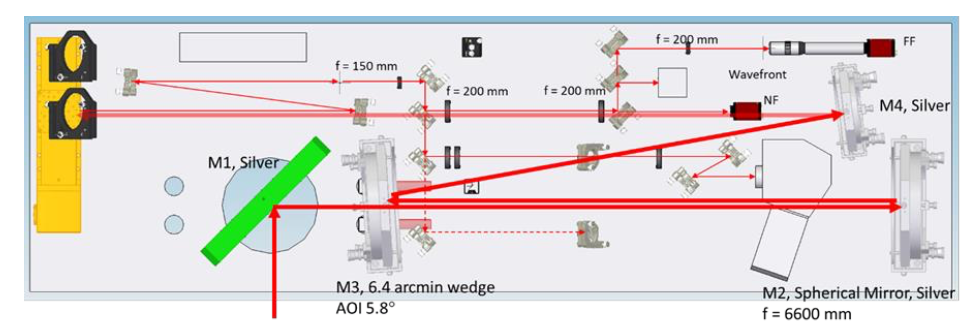 f = 200 mm
FF
f = 150 mm
Wavefront
f = 200 mm
f = 200 mm
NF
M4, Silver
M1, Silver
M3, 6.4 arcmin wedge
AOI 5.8°
M2, Spherical Mirror, Silver
f = 6600 mm